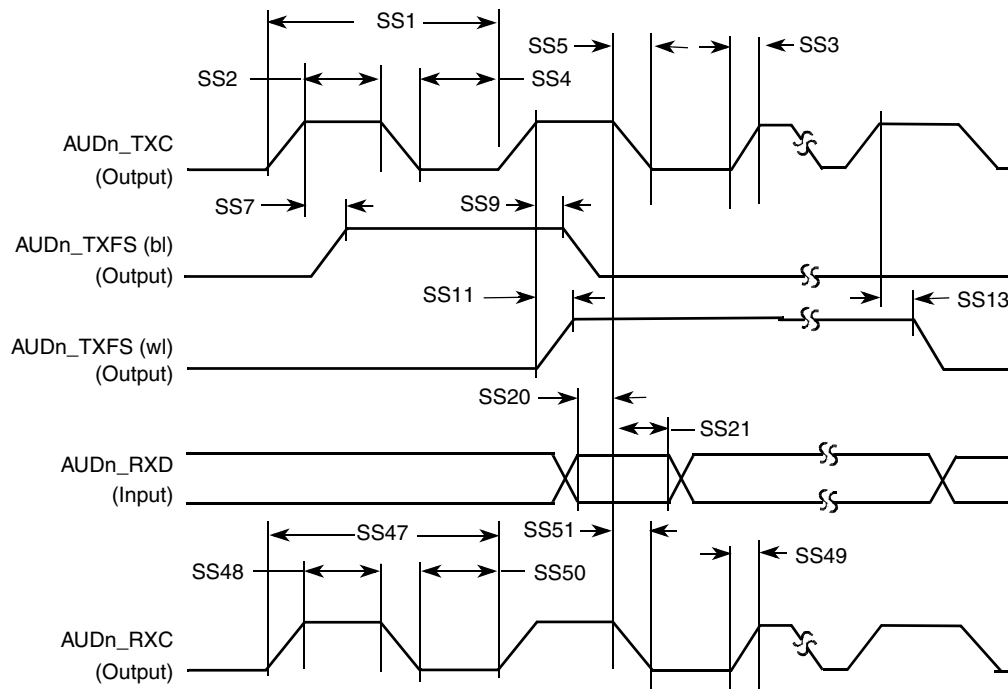 SS1
SS5
SS3
SS2
SS4
AUDn_TXC
(Output)
SS7
SS9
AUDn_TXFS (bl)
(Output)
SS11
SS13
AUDn_TXFS (wl)
(Output)
SS20
SS21
AUDn_RXD
(Input)
SS47
SS51
SS49
SS48
SS50
AUDn_RXC
(Output)